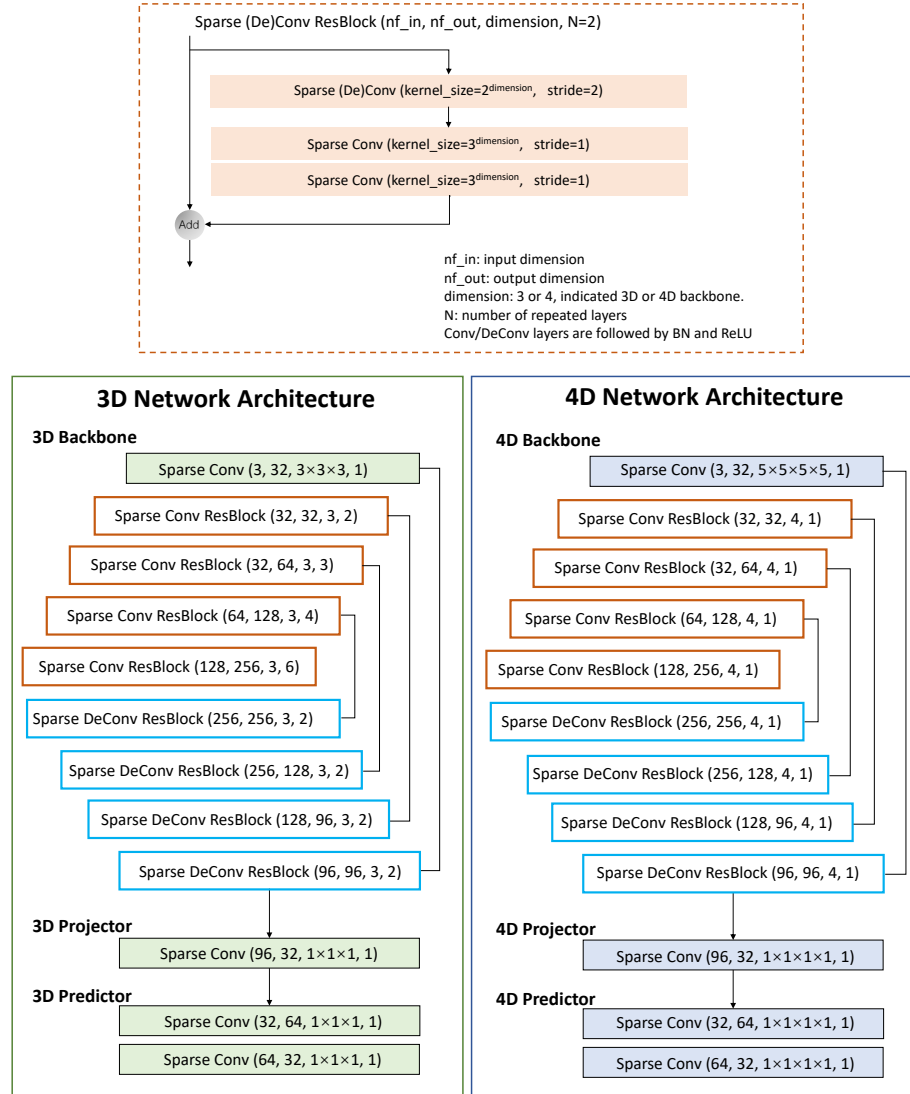 Sparse (De)Conv ResBlock (nf_in, nf_out, dimension, N=2)
Sparse (De)Conv (kernel_size=2^dimension, stride=2)
Sparse Conv (kernel_size=3^dimension, stride=1)
Sparse Conv (kernel_size=3^dimension, stride=1)
Add
nf_in: input dimension
nf_out: output dimension
dimension: 3 or 4, indicated 3D or 4D backbone.
N: number of repeated layers
Conv/DeConv layers are followed by BN and ReLU
3D Network Architecture
3D Backbone
Sparse Conv (3, 32, 3×3×3, 1)
Sparse Conv ResBlock (32, 32, 3, 2)
Sparse Conv ResBlock (32, 64, 3, 3)
Sparse Conv ResBlock (64, 128, 3, 4)
Sparse Conv ResBlock (128, 256, 3, 6)
Sparse DeConv ResBlock (256, 256, 3, 2)
Sparse DeConv ResBlock (256, 128, 3, 2)
Sparse DeConv ResBlock (128, 96, 3, 2)
Sparse DeConv ResBlock (96, 96, 3, 2)
3D Projector
Sparse Conv (96, 32, 1×1×1, 1)
3D Predictor
Sparse Conv (32, 64, 1×1×1, 1)
Sparse Conv (64, 32, 1×1×1, 1)
4D Network Architecture
4D Backbone
Sparse Conv (3, 32, 5×5×5×5, 1)
Sparse Conv ResBlock (32, 32, 4, 1)
Sparse Conv ResBlock (32, 64, 4, 1)
Sparse Conv ResBlock (64, 128, 4, 1)
Sparse Conv ResBlock (128, 256, 4, 1)
Sparse DeConv ResBlock (256, 256, 4, 1)
Sparse DeConv ResBlock (256, 128, 4, 1)
Sparse DeConv ResBlock (128, 96, 4, 1)
Sparse DeConv ResBlock (96, 96, 4, 1)
4D Projector
Sparse Conv (96, 32, 1×1×1×1, 1)
4D Predictor
Sparse Conv (32, 64, 1×1×1×1, 1)
Sparse Conv (64, 32, 1×1×1×1, 1)